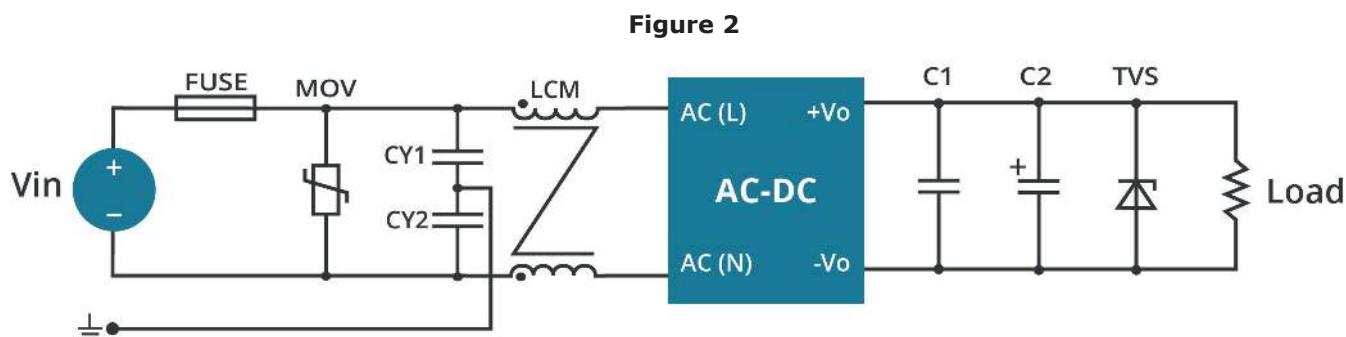 Figure 2
FUSE
MOV
LCM
C1
C2
TVS
AC (L)
+Vo
CY1
+
Vin
AC-DC
+
Load
−
CY2
AC (N)
-Vo